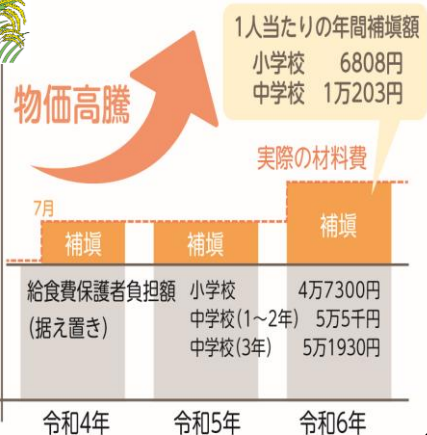 1人当たりの年間補塡額
小学校 6808円
中学校 1万203円
物価高騰
実際の材料費
7月
補塡
補塡
補塡
給食費保護者負担額
(据え置き)
小学校 4万7300円
中学校(1〜2年) 5万5千円
中学校(3年) 5万1930円
令和4年
令和5年
令和6年